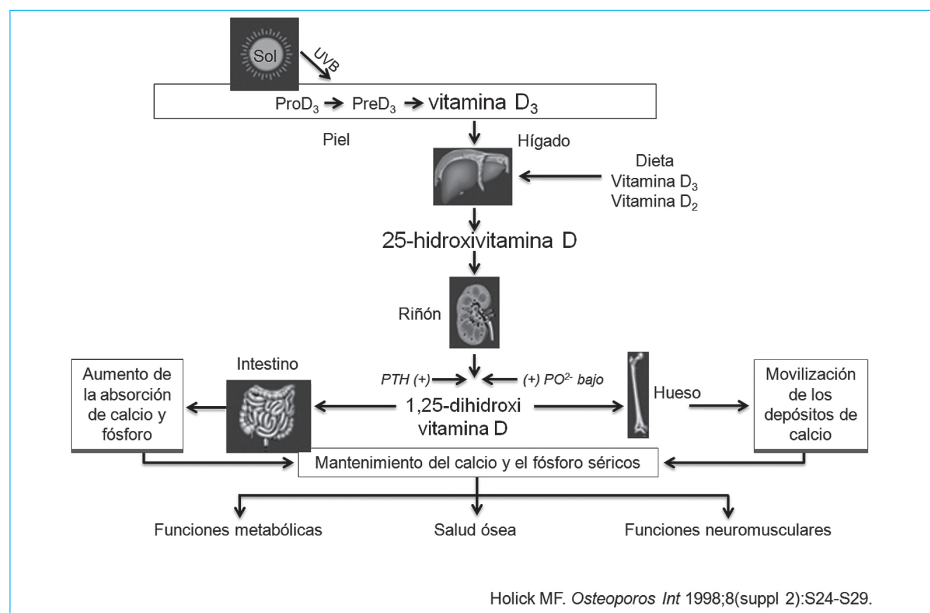 Sol
UVB
ProD₃ → PreD₃ → vitamina D₃
Piel
Hígado
Dieta
Vitamina D₃
Vitamina D₂
25-hidroxivitamina D
Riñón
PTH (+)
(+) PO²⁻ bajo
1,25-dihidroxi
vitamina D
Intestino
Aumento de
la absorción
de calcio y
fósforo
Hueso
Movilización
de los
depósitos de
calcio
Mantenimiento del calcio y el fósforo séricos
Funciones metabólicas
Salud ósea
Funciones neuromusculares
Holick MF. Osteoporos Int 1998;8(suppl 2):S24-S29.